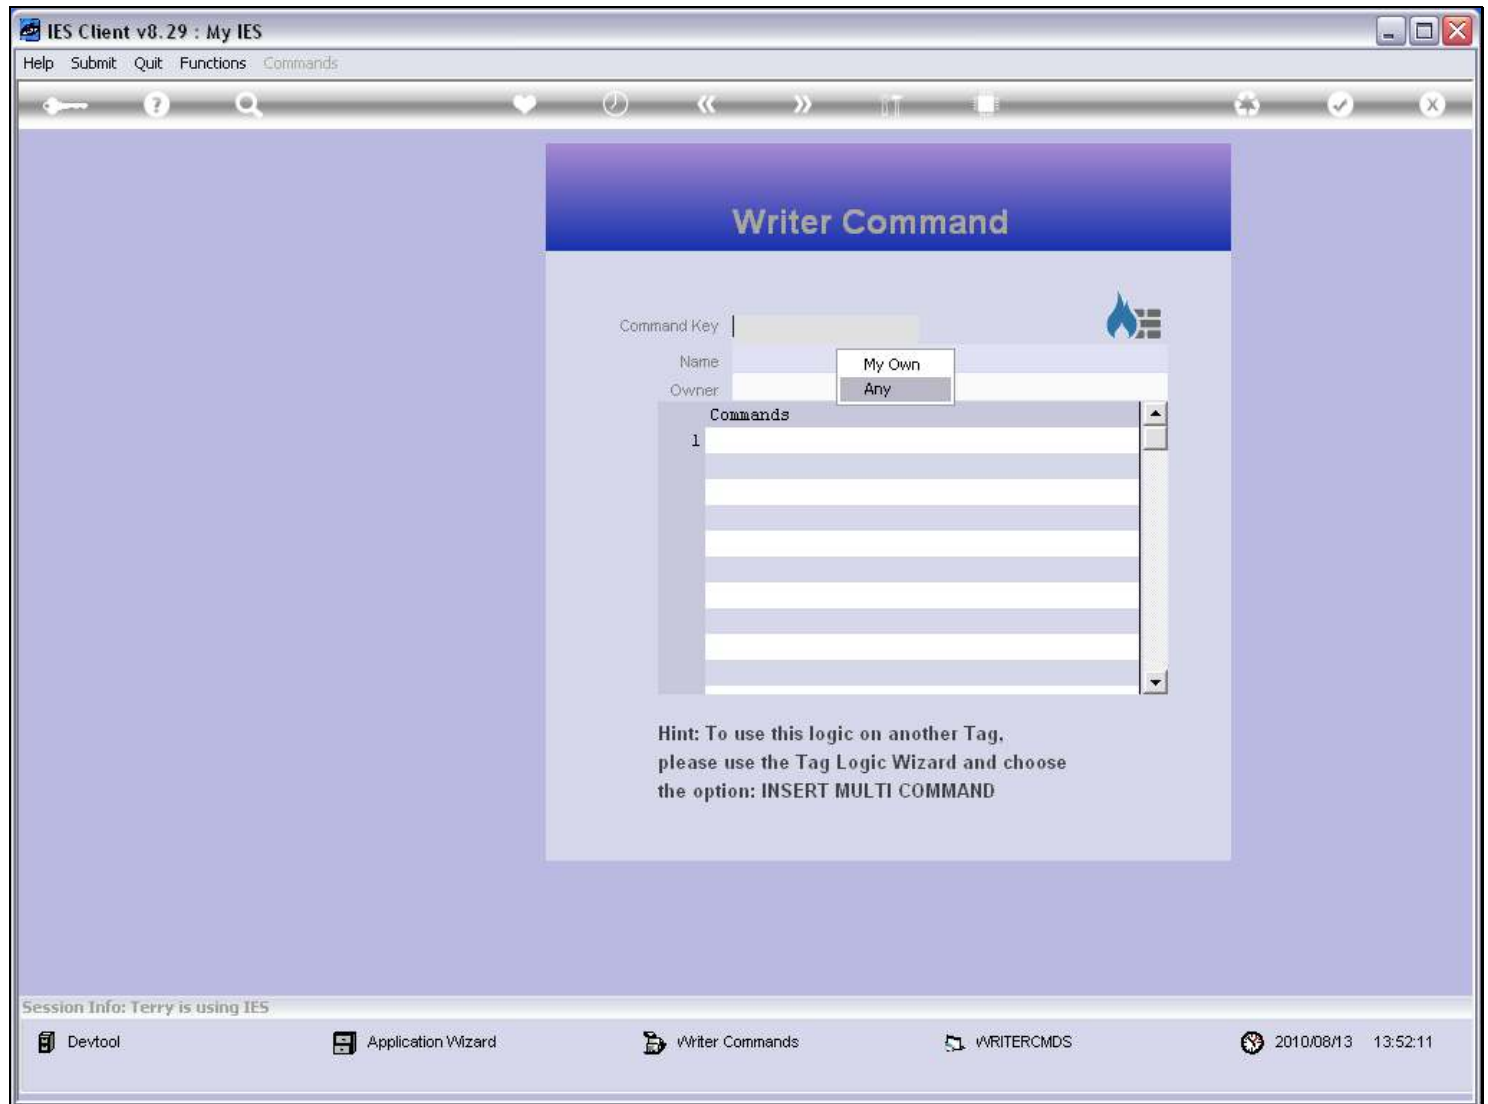 IES Client v8.29 : My IES
Help Submit Quit Functions Commands
Writer Command
Command Key
Name
My Own
Owner
Any
Commands
1
Hint: To use this logic on another Tag,
please use the Tag Logic Wizard and choose
the option: INSERT MULTI COMMAND
Session Info: Terry is using IES
Devtool Application Wizard Writer Commands WRITERCMDS 2010/08/13 13:52:11